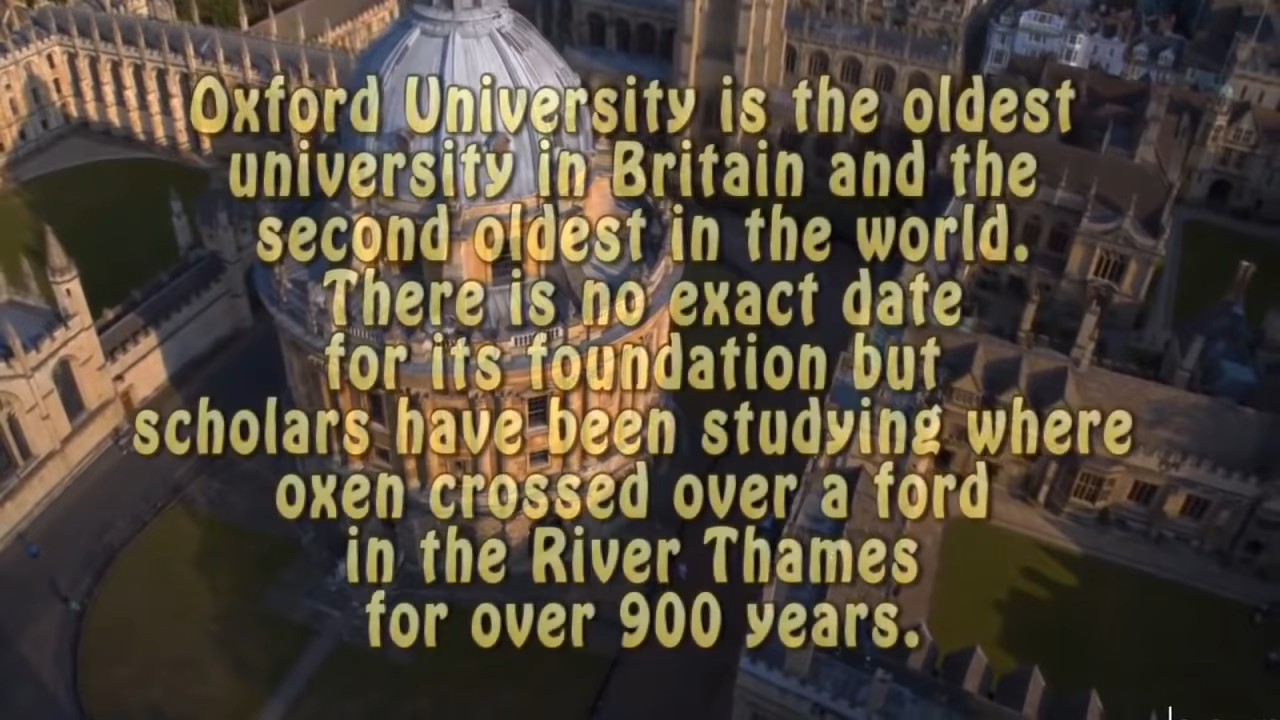 Oxford University is the oldest
university in Britain and the
second oldest in the world.
There is no exact date
for its foundation but
scholars have been studying where
oxen crossed over a ford
in the River Thames
for over 900 years.